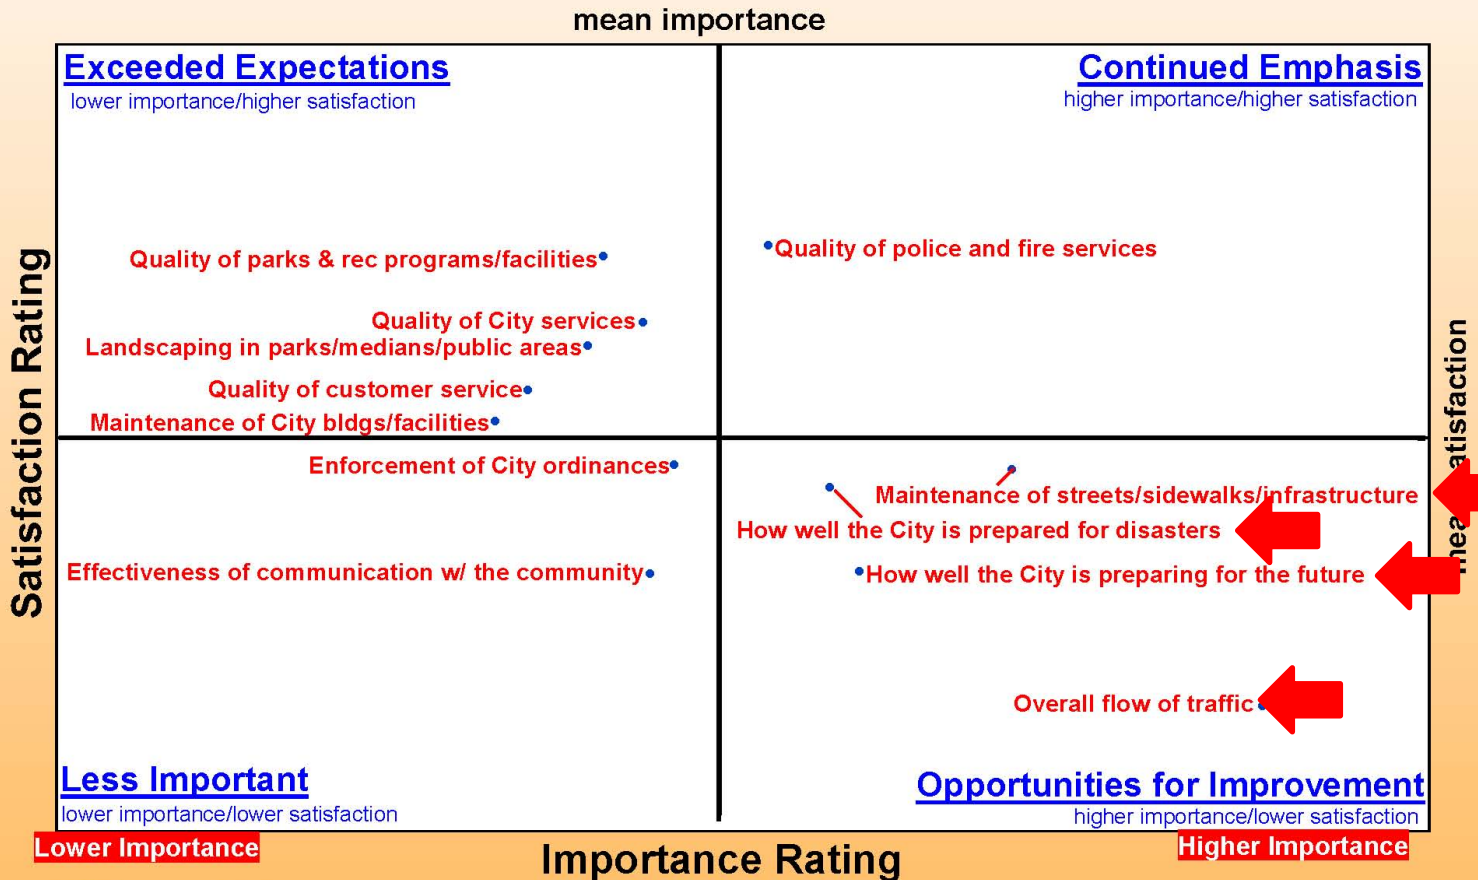 mean importance
Exceeded Expectations
lower importance/higher satisfaction
Continued Emphasis
higher importance/higher satisfaction
Quality of police and fire services
Quality of parks & rec programs/facilities
Quality of City services
Landscaping in parks/medians/public areas
Quality of customer service
Maintenance of City bldgs/facilities
Satisfaction Rating
Enforcement of City ordinances
Maintenance of streets/sidewalks/infrastructure
How well the City is prepared for disasters
Effectiveness of communication w/ the community
How well the City is preparing for the future
Overall flow of traffic
Less Important
lower importance/lower satisfaction
Opportunities for Improvement
higher importance/lower satisfaction
Lower Importance
Importance Rating
Higher Importance